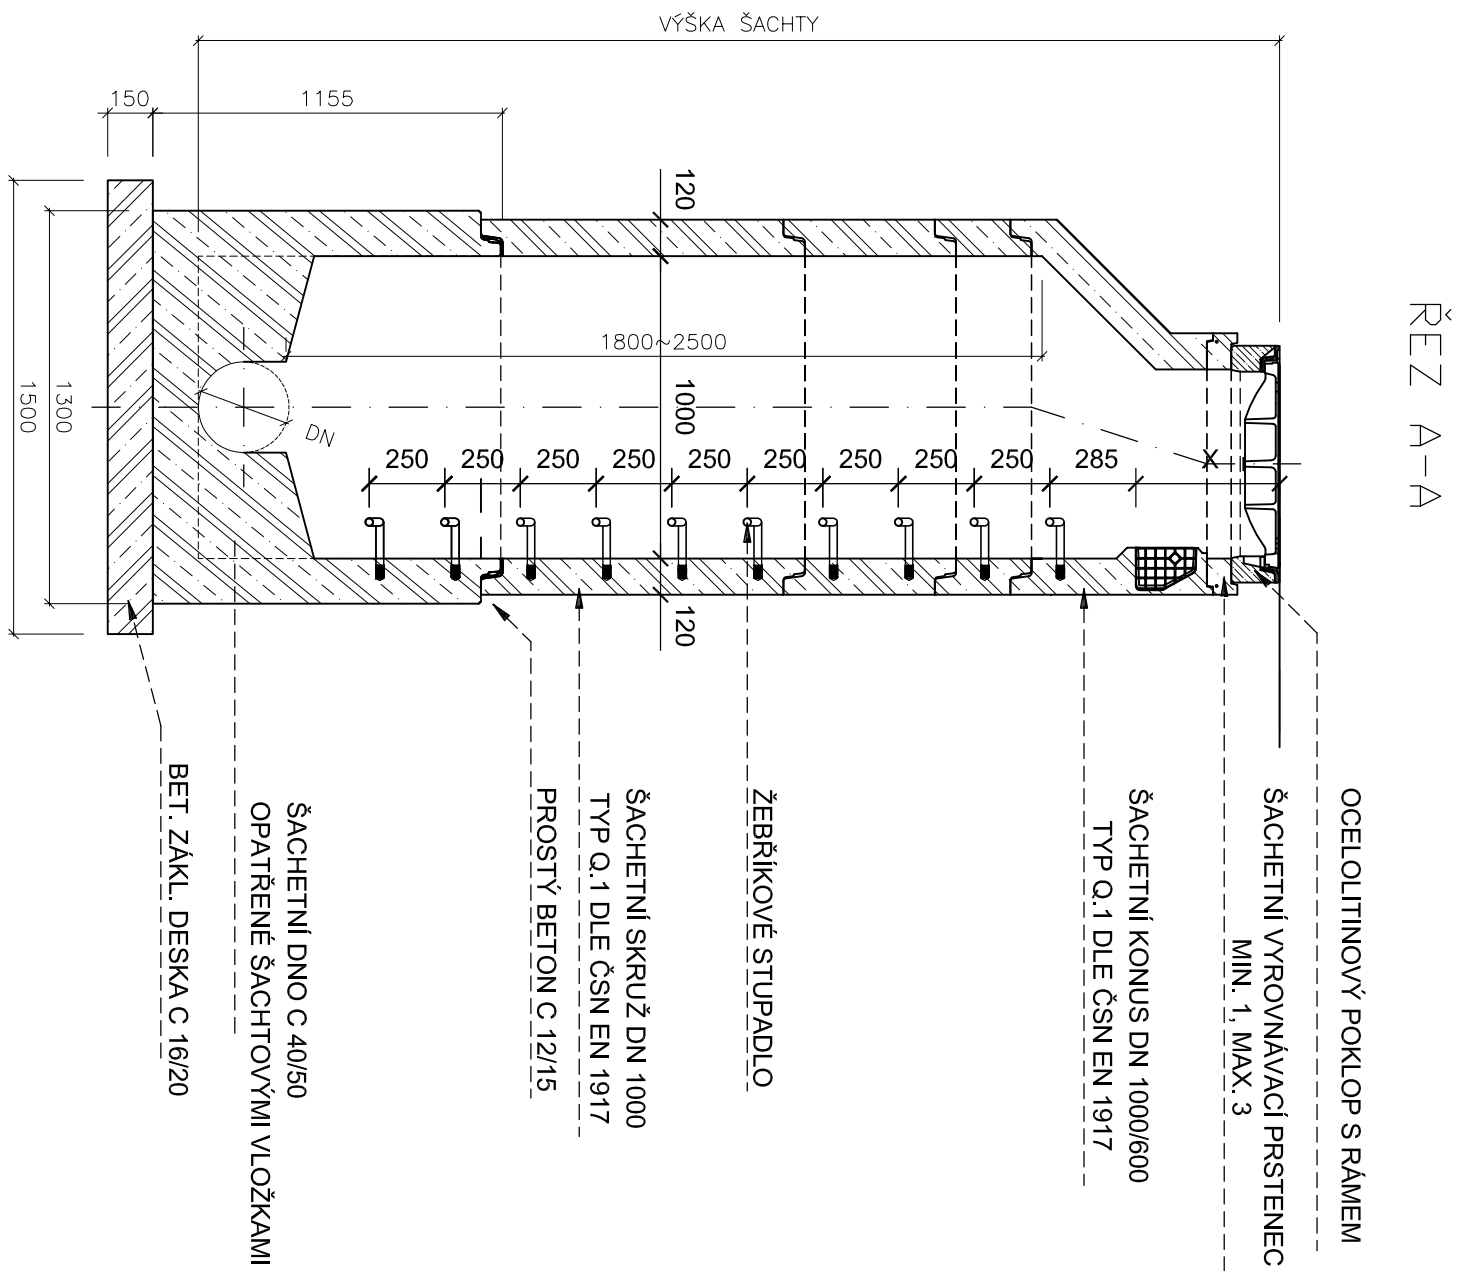 ŘEZ A-A
VÝŠKA ŠACHTY
150
1155
120
1800~2500
1000
DN
250
250
250
250
250
250
250
250
250
285
120
1300
1500
OCELOLITINOVÝ POKLOP S RÁMEM
ŠACHETNÍ VYROVNÁVACÍ PRSTENEC
MIN. 1, MAX. 3
ŠACHETNÍ KONUS DN 1000/600
TYP Q.1 DLE ČSN EN 1917
ŽEBŘÍKOVÉ STUPADLO
ŠACHETNÍ SKRUŽ DN 1000
TYP Q.1 DLE ČSN EN 1917
PROSTÝ BETON C 12/15
ŠACHETNÍ DNO C 40/50
OPATŘENÉ ŠACHTOVÝMI VLOŽKAMI
BET. ZÁKL. DESKA C 16/20